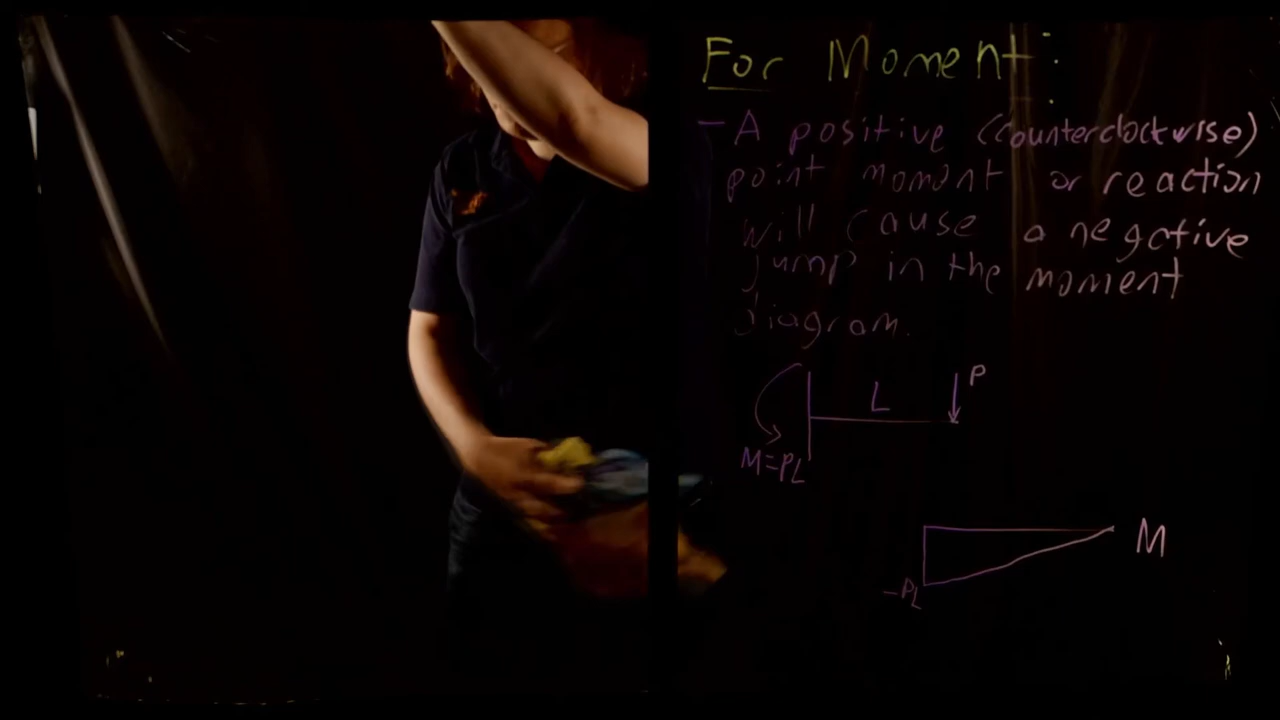 For Moment:
- A positive (counterclockwise)
point moment or reaction
will cause a negative
jump in the moment
diagram.
P
L
M=PL
M
-PL